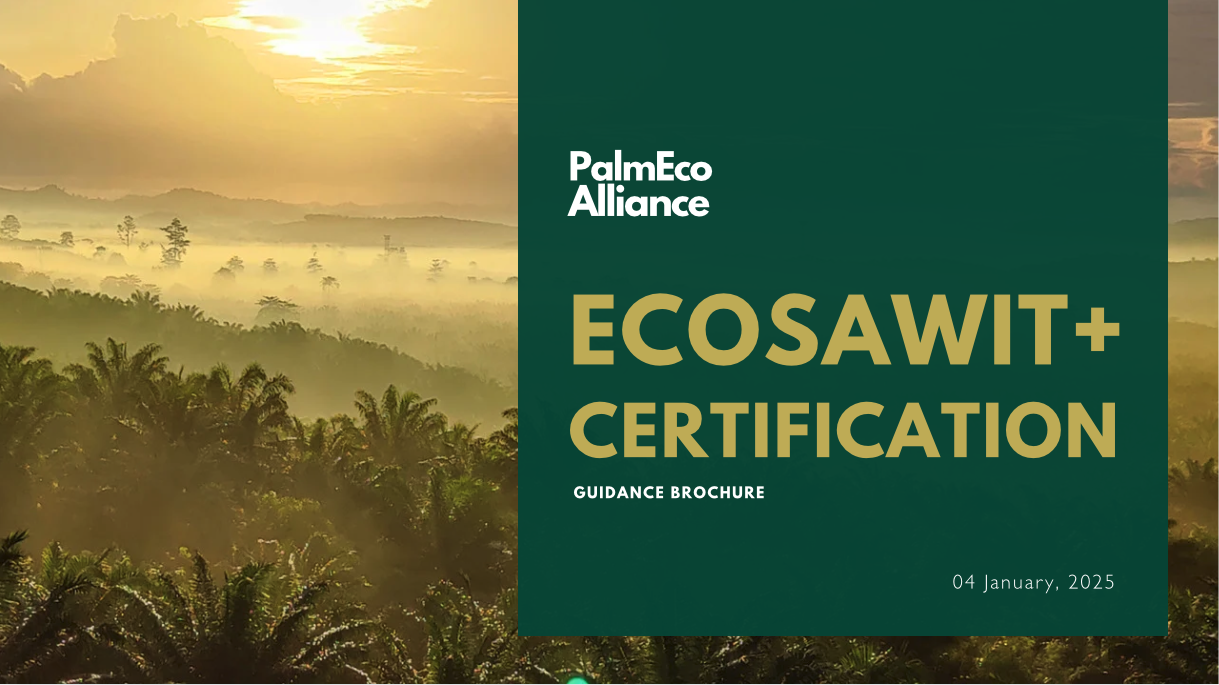 PalmEco
Alliance
ECOSAWIT+
CERTIFICATION
GUIDANCE BROCHURE
04 January, 2025